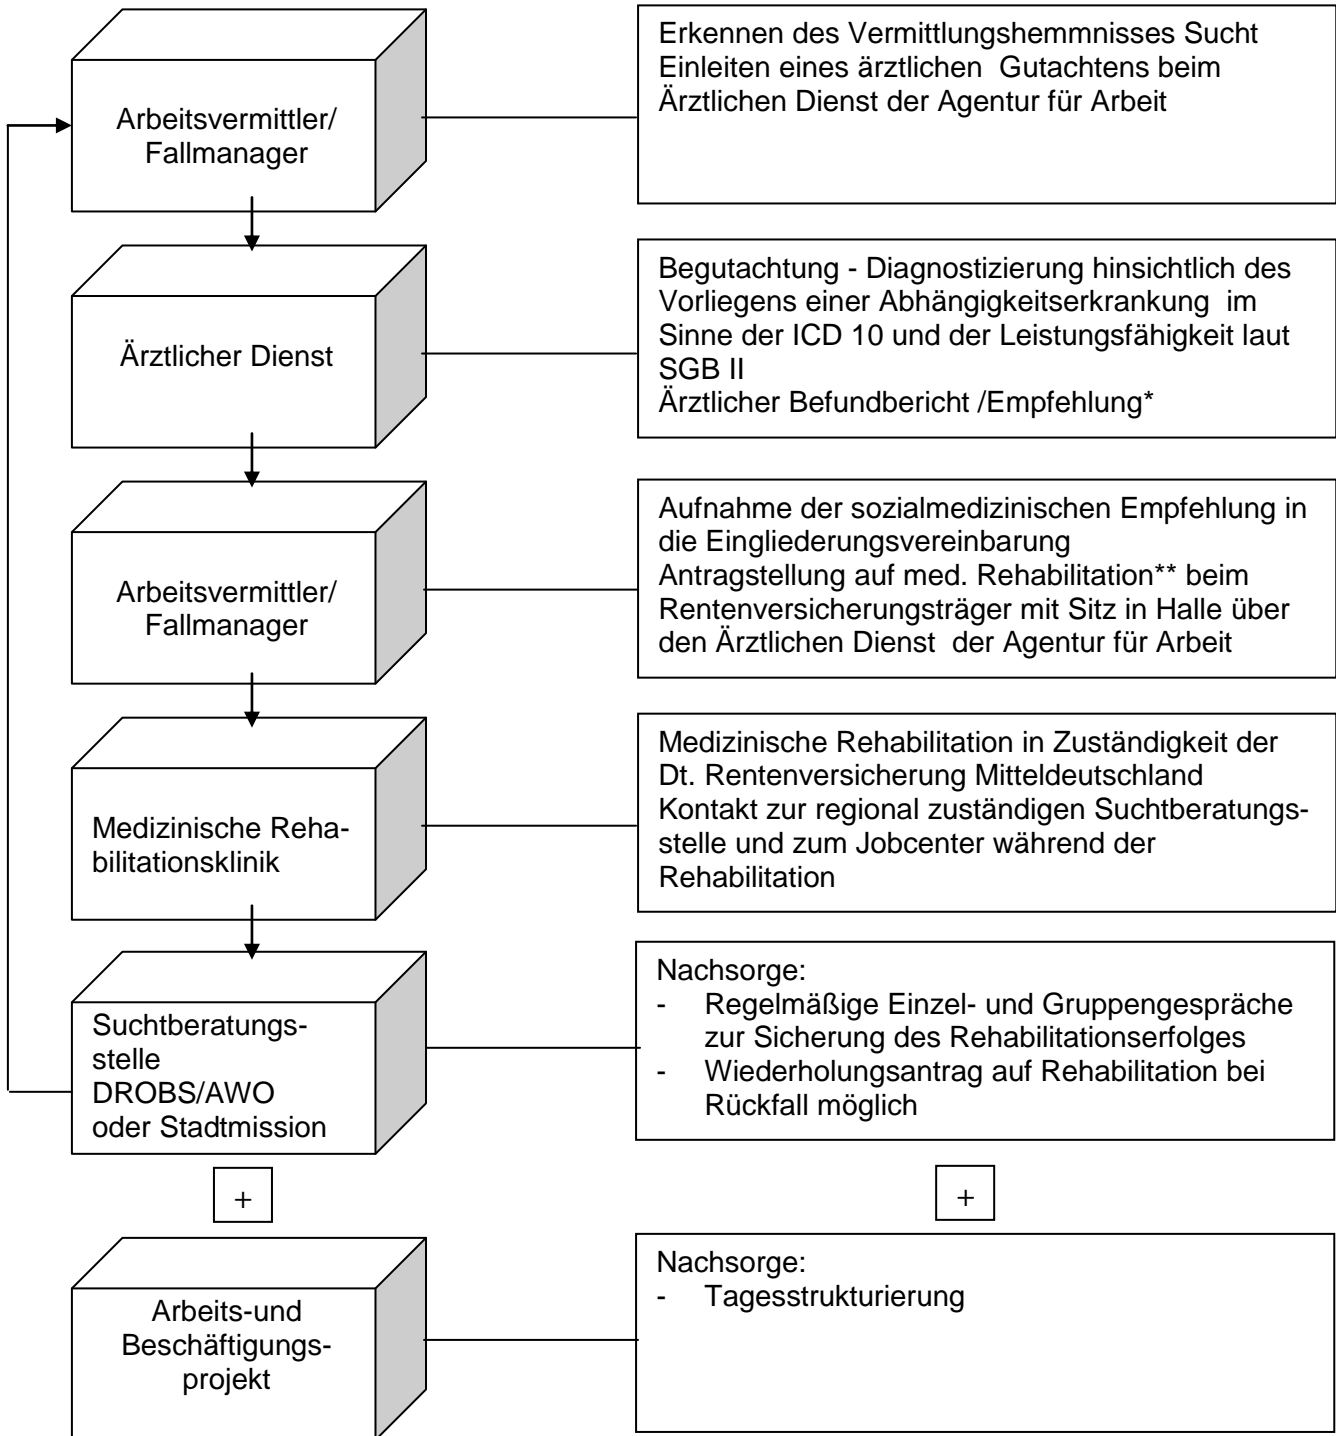 Arbeitsvermittler/
Fallmanager
Erkennen des Vermittlungshemmnisses Sucht
Einleiten eines ärztlichen  Gutachtens beim
Ärztlichen Dienst der Agentur für Arbeit
Ärztlicher Dienst
Begutachtung - Diagnostizierung hinsichtlich des
Vorliegens einer Abhängigkeitserkrankung  im
Sinne der ICD 10 und der Leistungsfähigkeit laut
SGB II
Ärztlicher Befundbericht /Empfehlung*
Arbeitsvermittler/
Fallmanager
Aufnahme der sozialmedizinischen Empfehlung in
die Eingliederungsvereinbarung
Antragstellung auf med. Rehabilitation** beim
Rentenversicherungsträger mit Sitz in Halle über
den Ärztlichen Dienst  der Agentur für Arbeit
Medizinische Reha-
bilitationsklinik
Medizinische Rehabilitation in Zuständigkeit der
Dt. Rentenversicherung Mitteldeutschland
Kontakt zur regional zuständigen Suchtberatungs-
stelle und zum Jobcenter während der
Rehabilitation
Suchtberatungs-
stelle
DROBS/AWO
oder Stadtmission
Nachsorge:
- Regelmäßige Einzel- und Gruppengespräche
zur Sicherung des Rehabilitationserfolges
- Wiederholungsantrag auf Rehabilitation bei
Rückfall möglich
+
+
Arbeits-und
Beschäftigungs-
projekt
Nachsorge:
- Tagesstrukturierung